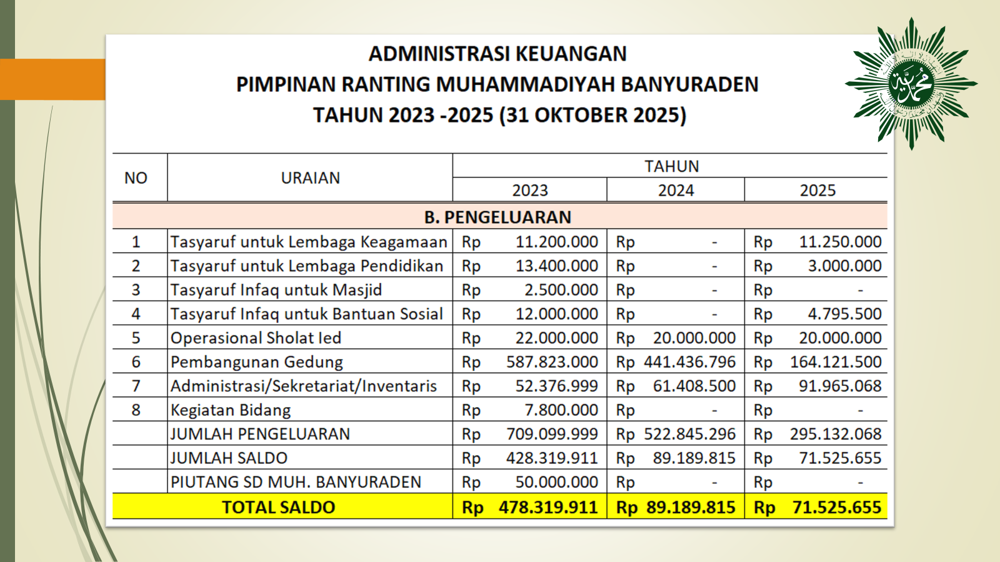 ADMINISTRASI KEUANGAN
PIMPINAN RANTING MUHAMMADIYAH BANYURADEN
TAHUN 2023 -2025 (31 OKTOBER 2025)
محمدية
NO URAIAN TAHUN
2023 2024 2025
B. PENGELUARAN
1 Tasyaruf untuk Lembaga Keagamaan Rp 11.200.000 Rp - Rp 11.250.000
2 Tasyaruf untuk Lembaga Pendidikan Rp 13.400.000 Rp - Rp 3.000.000
3 Tasyaruf Infaq untuk Masjid Rp 2.500.000 Rp - Rp -
4 Tasyaruf Infaq untuk Bantuan Sosial Rp 12.000.000 Rp - Rp 4.795.500
5 Operasional Sholat Ied Rp 22.000.000 Rp 20.000.000 Rp 20.000.000
6 Pembangunan Gedung Rp 587.823.000 Rp 441.436.796 Rp 164.121.500
7 Administrasi/Sekretariat/Inventaris Rp 52.376.999 Rp 61.408.500 Rp 91.965.068
8 Kegiatan Bidang Rp 7.800.000 Rp - Rp -
JUMLAH PENGELUARAN Rp 709.099.999 Rp 522.845.296 Rp 295.132.068
JUMLAH SALDO Rp 428.319.911 Rp 89.189.815 Rp 71.525.655
PIUTANG SD MUH. BANYURADEN Rp 50.000.000 Rp - Rp -
TOTAL SALDO Rp 478.319.911 Rp 89.189.815 Rp 71.525.655